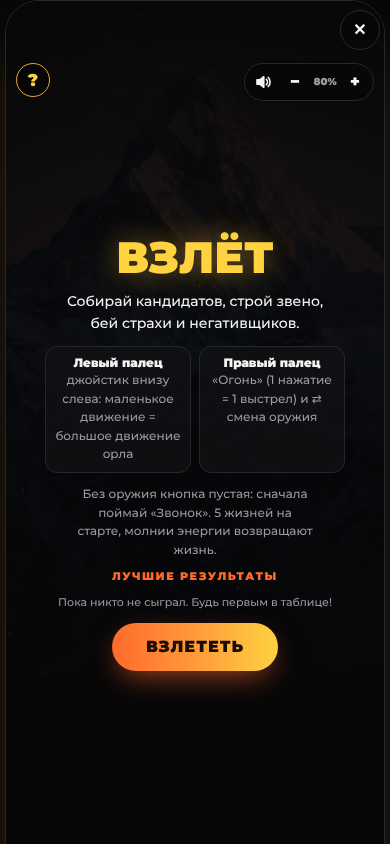 ×
?
− 80% +
ВЗЛЁТ
Собирай кандидатов, строй звено,
бей страхи и негативщиков.
Левый палец
джойстик внизу
слева: маленькое
движение =
большое движение
орла
Правый палец
«Огонь» (1 нажатие
= 1 выстрел) и ⇄
смена оружия
Без оружия кнопка пустая: сначала
поймай «Звонок». 5 жизней на
старте, молнии энергии возвращают
жизнь.
ЛУЧШИЕ РЕЗУЛЬТАТЫ
Пока никто не сыграл. Будь первым в таблице!
ВЗЛЕТЕТЬ